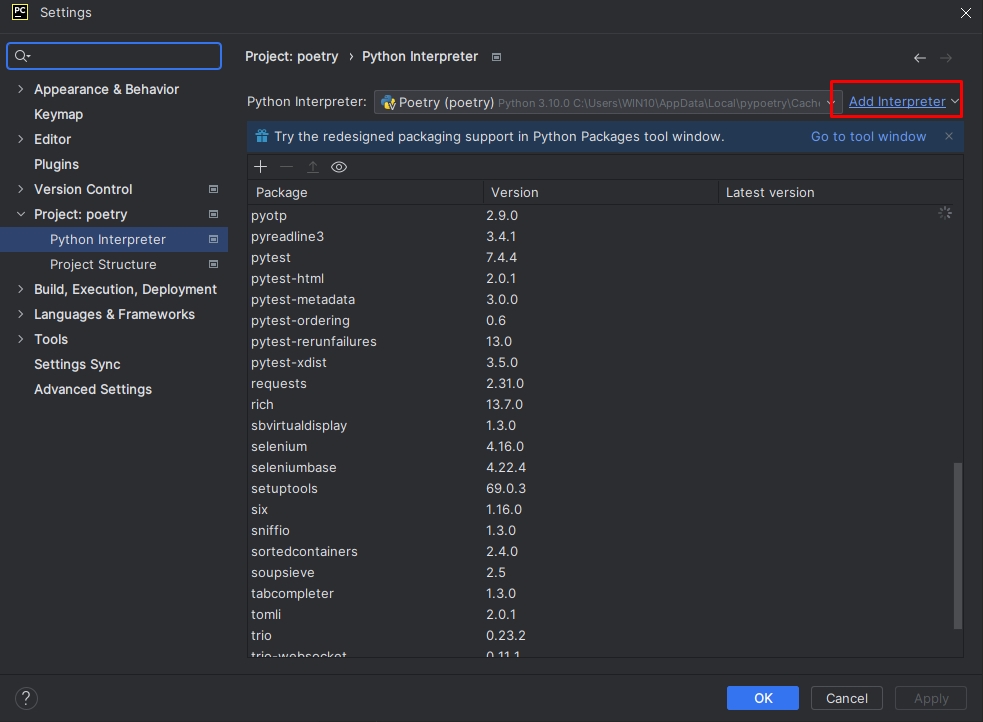 PC Settings
Project: poetry › Python Interpreter
Appearance & Behavior
Keymap
Editor
Plugins
Version Control
Project: poetry
Python Interpreter
Project Structure
Build, Execution, Deployment
Languages & Frameworks
Tools
Settings Sync
Advanced Settings
Python Interpreter: Poetry (poetry) Python 3.10.0 C:\Users\WIN10\AppData\Local\pypoetry\Cache Add Interpreter
Try the redesigned packaging support in Python Packages tool window. Go to tool window
Package Version Latest version
pyotp 2.9.0
pyreadline3 3.4.1
pytest 7.4.4
pytest-html 2.0.1
pytest-metadata 3.0.0
pytest-ordering 0.6
pytest-rerunfailures 13.0
pytest-xdist 3.5.0
requests 2.31.0
rich 13.7.0
sbvirtualdisplay 1.3.0
selenium 4.16.0
seleniumbase 4.22.4
setuptools 69.0.3
six 1.16.0
sniffio 1.3.0
sortedcontainers 2.4.0
soupsieve 2.5
tabcompleter 1.3.0
tomli 2.0.1
trio 0.23.2
trio-websocket 0.11.1
? OK Cancel Apply